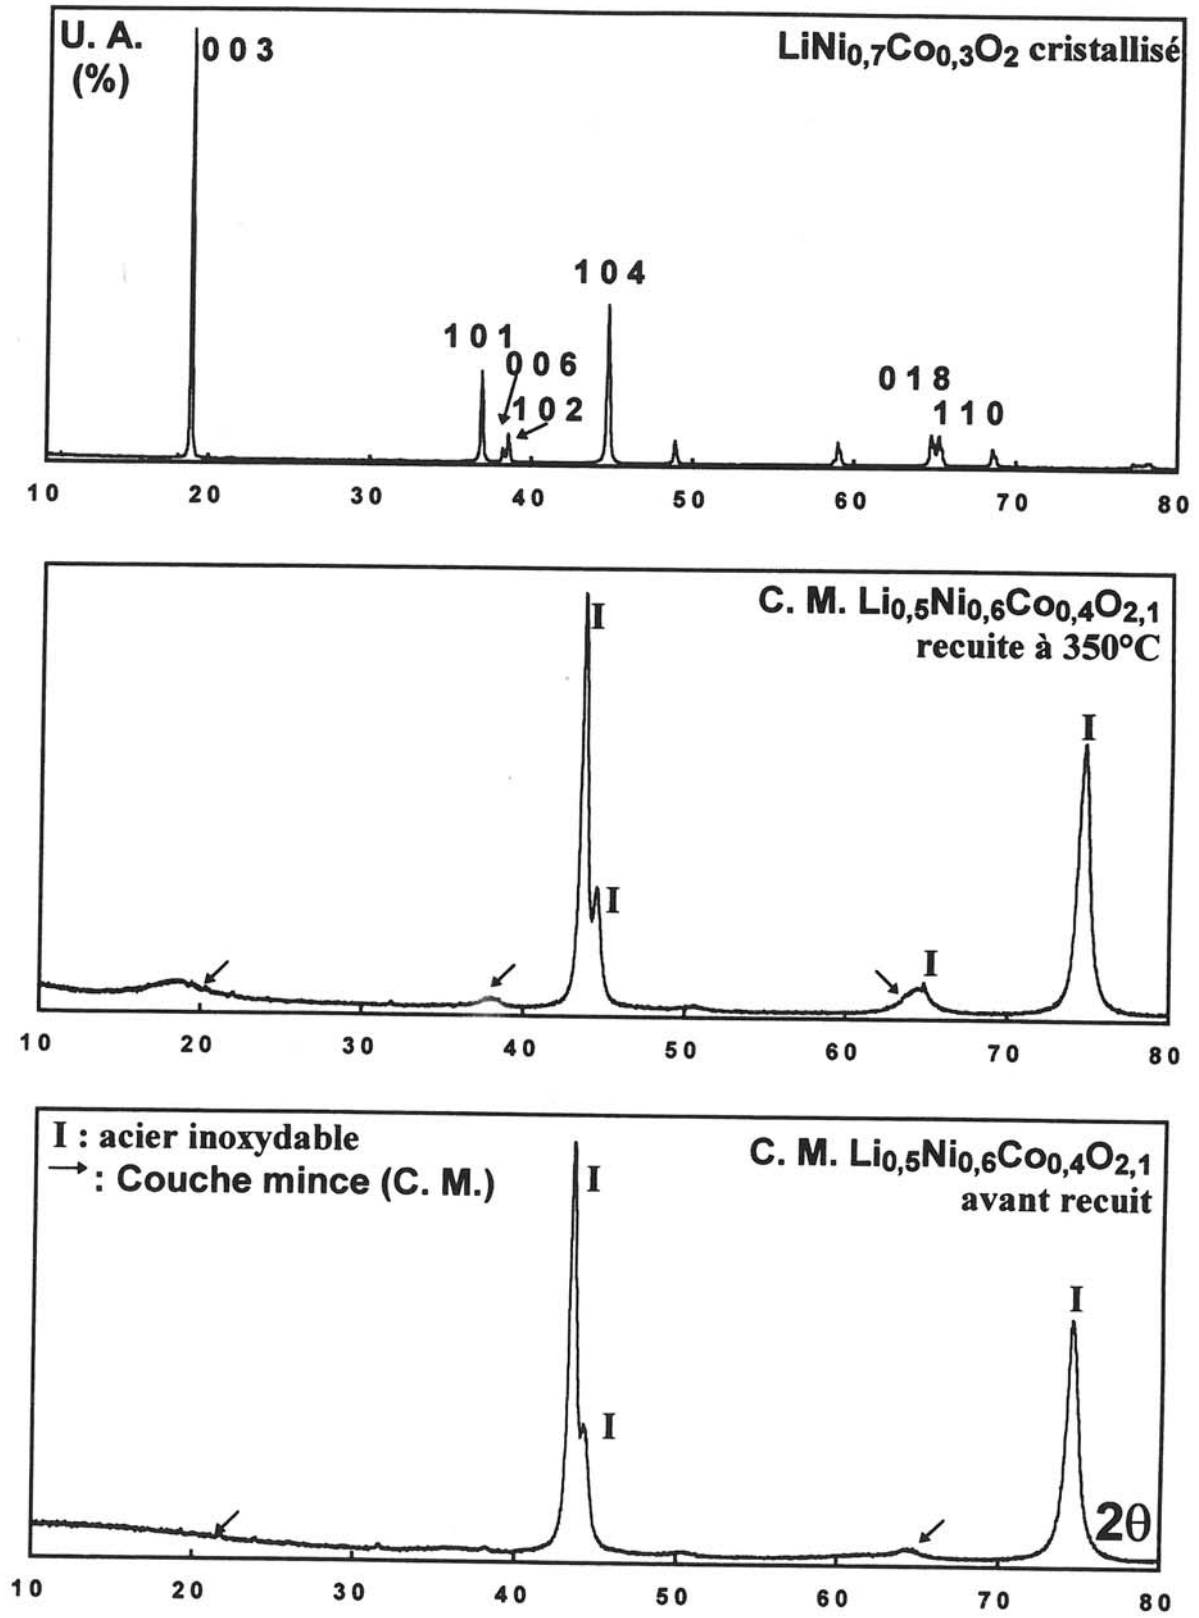 U. A.
(%)
0 0 3
LiNi0,7Co0,3O2 cristallisé
1 0 4
1 0 1
0 0 6
1 0 2
0 1 8
1 1 0
10 20 30 40 50 60 70 80
C. M. Li0,5Ni0,6Co0,4O2,1
recuite à 350°C
I
I
I
I
10 20 30 40 50 60 70 80
I : acier inoxydable
→ : Couche mince (C. M.)
C. M. Li0,5Ni0,6Co0,4O2,1
avant recuit
I
I
I
2θ
10 20 30 40 50 60 70 80